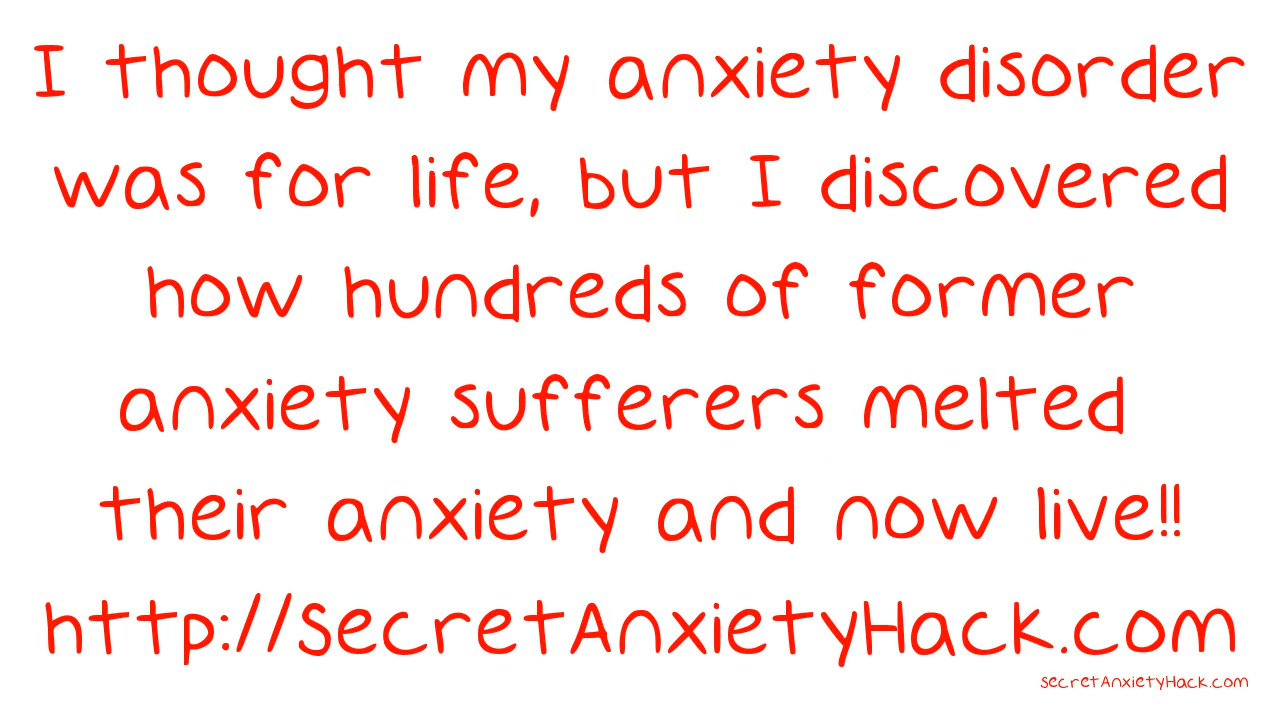 I thought my anxiety disorder
was for life, but I discovered
how hundreds of former
anxiety sufferers melted
their anxiety and now live!!
http://SecretAnxietyHack.com
secretAnxietyHack.com